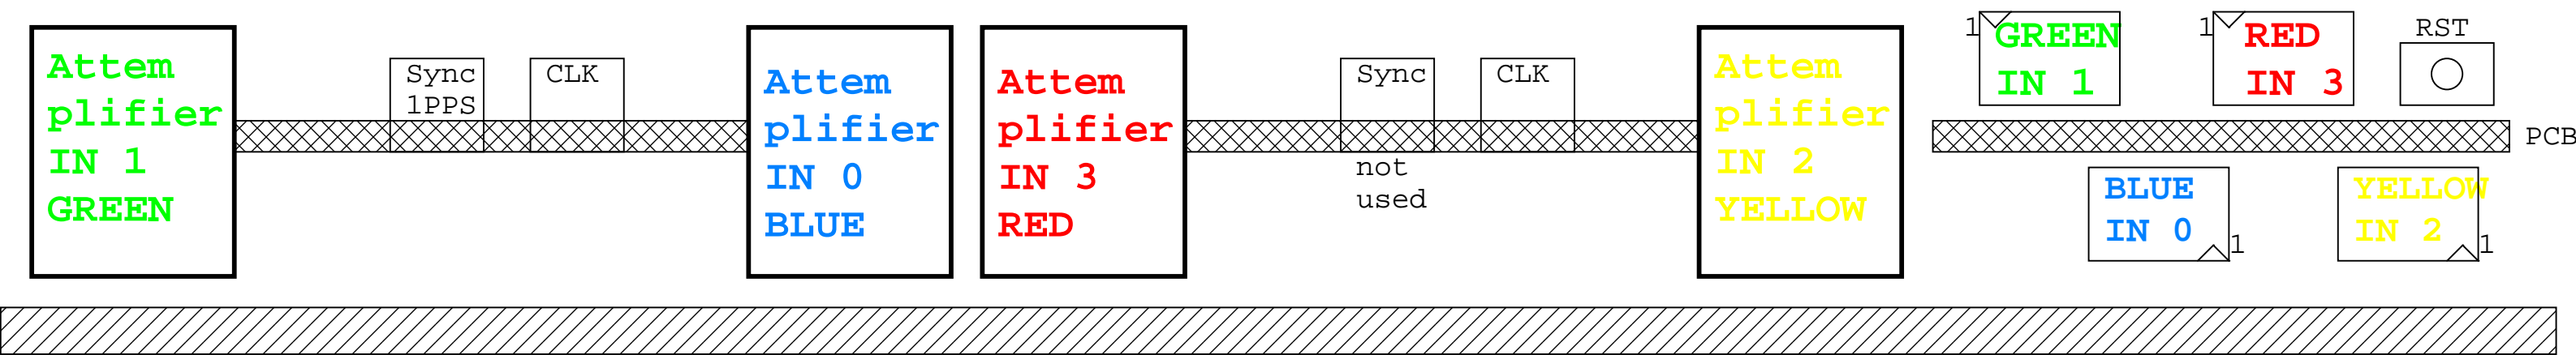 Attem
plifier
IN 1
GREEN
Sync
1PPS
CLK
Attem
plifier
IN 0
BLUE
Attem
plifier
IN 3
RED
Sync
not
used
CLK
Attem
plifier
IN 2
YELLOW
1
GREEN
IN 1
1
RED
IN 3
RST
PCB
BLUE
IN 0
1
YELLOW
IN 2
1